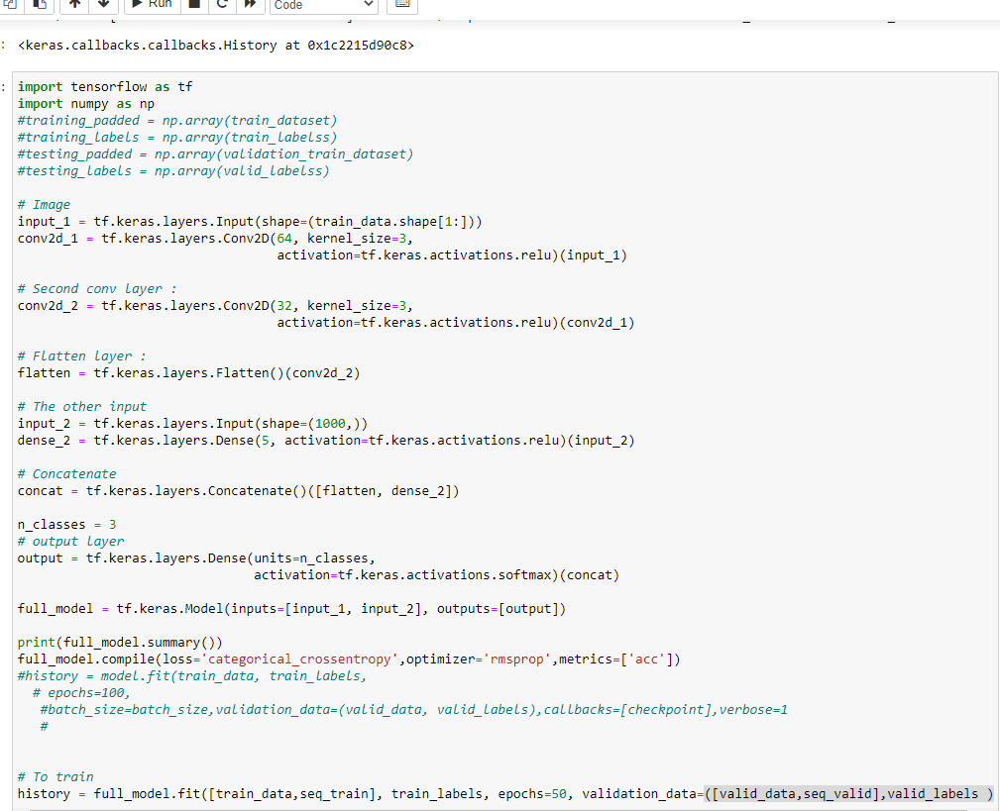 Run
Code
<keras.callbacks.callbacks.History at 0x1c2215d90c8>
import tensorflow as tf
import numpy as np
#training_padded = np.array(train_dataset)
#training_labels = np.array(train_labelss)
#testing_padded = np.array(validation_train_dataset)
#testing_labels = np.array(valid_labelss)
# Image
input_1 = tf.keras.layers.Input(shape=(train_data.shape[1:]))
conv2d_1 = tf.keras.layers.Conv2D(64, kernel_size=3,
activation=tf.keras.activations.relu)(input_1)
# Second conv layer :
conv2d_2 = tf.keras.layers.Conv2D(32, kernel_size=3,
activation=tf.keras.activations.relu)(conv2d_1)
# Flatten layer :
flatten = tf.keras.layers.Flatten()(conv2d_2)
# The other input
input_2 = tf.keras.layers.Input(shape=(1000,))
dense_2 = tf.keras.layers.Dense(5, activation=tf.keras.activations.relu)(input_2)
# Concatenate
concat = tf.keras.layers.Concatenate()([flatten, dense_2])
n_classes = 3
# output layer
output = tf.keras.layers.Dense(units=n_classes,
activation=tf.keras.activations.softmax)(concat)
full_model = tf.keras.Model(inputs=[input_1, input_2], outputs=[output])
print(full_model.summary())
full_model.compile(loss='categorical_crossentropy',optimizer='rmsprop',metrics=['acc'])
#history = model.fit(train_data, train_labels,
# epochs=100,
#batch_size=batch_size,validation_data=(valid_data, valid_labels),callbacks=[checkpoint],verbose=1
#
# To train
history = full_model.fit([train_data,seq_train], train_labels, epochs=50, validation_data=([valid_data,seq_valid],valid_labels )